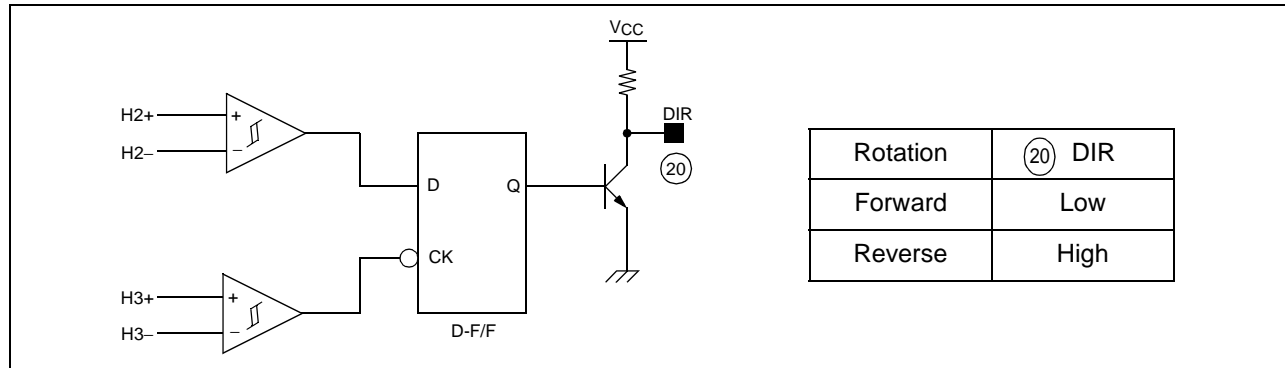 VCC
H2+
H2–
DIR
20
D
Q
CK
H3+
H3–
D-F/F
+
–
+
–
Rotation 20 DIR
Forward Low
Reverse High